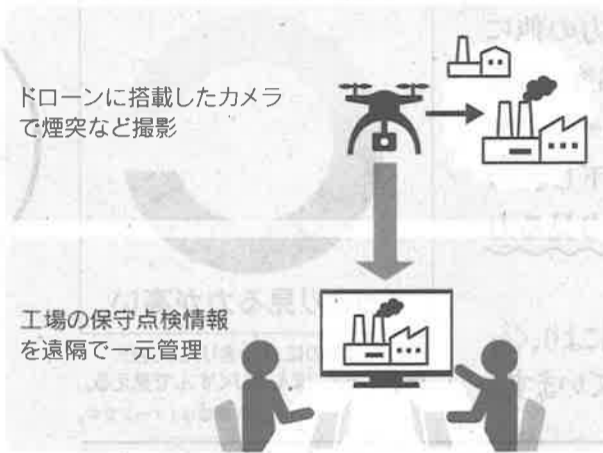 ドローンに搭載したカメラ
で煙突など撮影
工場の保守点検情報
を遠隔で一元管理